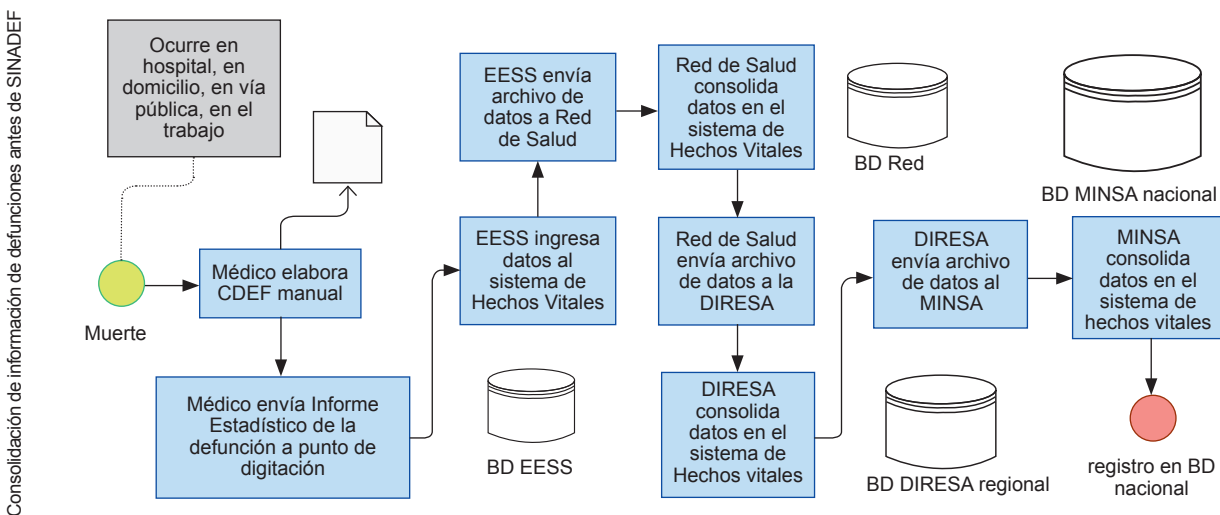 Consolidación de información de defunciones antes de SINADEF
Ocurre en
hospital, en
domicilio, en vía
pública, en el
trabajo
Muerte
Médico elabora
CDEF manual
Médico envía Informe
Estadístico de la
defunción a punto de
digitación
EESS envía
archivo de
datos a Red
de Salud
EESS ingresa
datos al
sistema de
Hechos Vitales
BD EESS
Red de Salud
consolida
datos en el
sistema de
Hechos Vitales
BD Red
Red de Salud
envía archivo
de datos a la
DIRESA
DIRESA
consolida
datos en el
sistema de
Hechos vitales
BD DIRESA regional
DIRESA
envía archivo
de datos al
MINSA
BD MINSA nacional
MINSA
consolida
datos en el
sistema de
hechos vitales
registro en BD
nacional